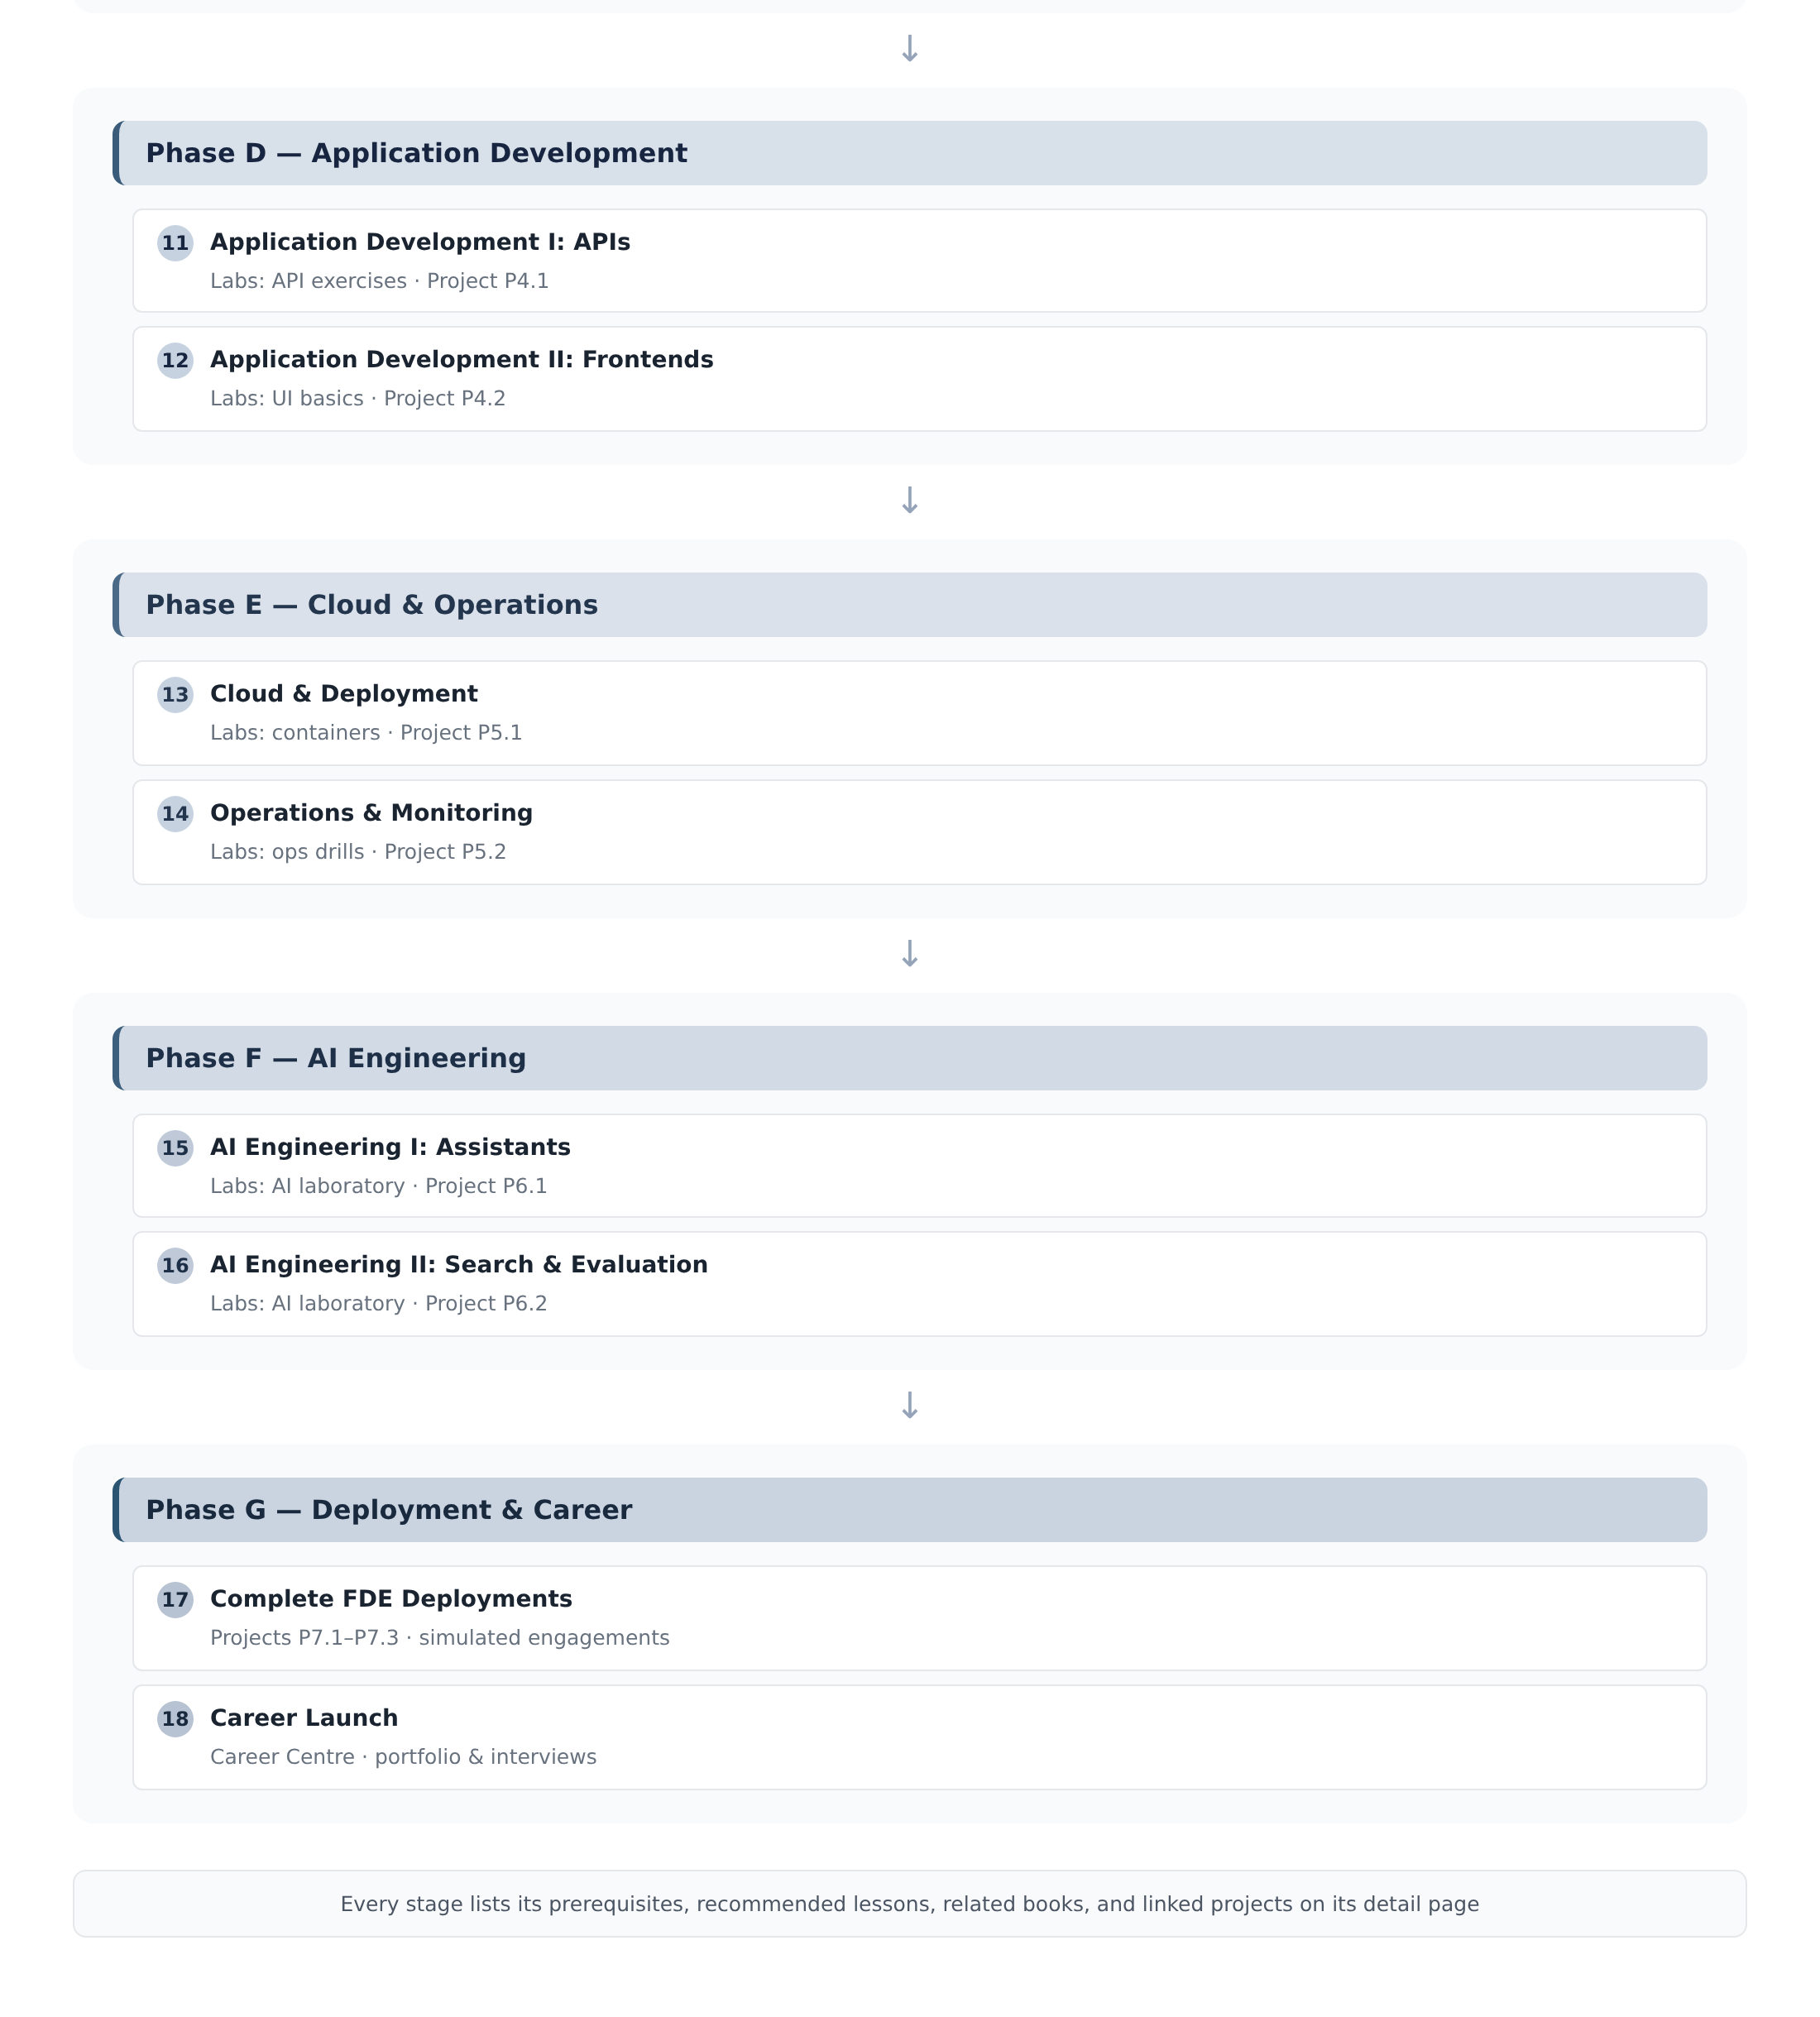 ↓
Phase D — Application Development
11 Application Development I: APIs
Labs: API exercises · Project P4.1
12 Application Development II: Frontends
Labs: UI basics · Project P4.2
↓
Phase E — Cloud & Operations
13 Cloud & Deployment
Labs: containers · Project P5.1
14 Operations & Monitoring
Labs: ops drills · Project P5.2
↓
Phase F — AI Engineering
15 AI Engineering I: Assistants
Labs: AI laboratory · Project P6.1
16 AI Engineering II: Search & Evaluation
Labs: AI laboratory · Project P6.2
↓
Phase G — Deployment & Career
17 Complete FDE Deployments
Projects P7.1–P7.3 · simulated engagements
18 Career Launch
Career Centre · portfolio & interviews
Every stage lists its prerequisites, recommended lessons, related books, and linked projects on its detail page